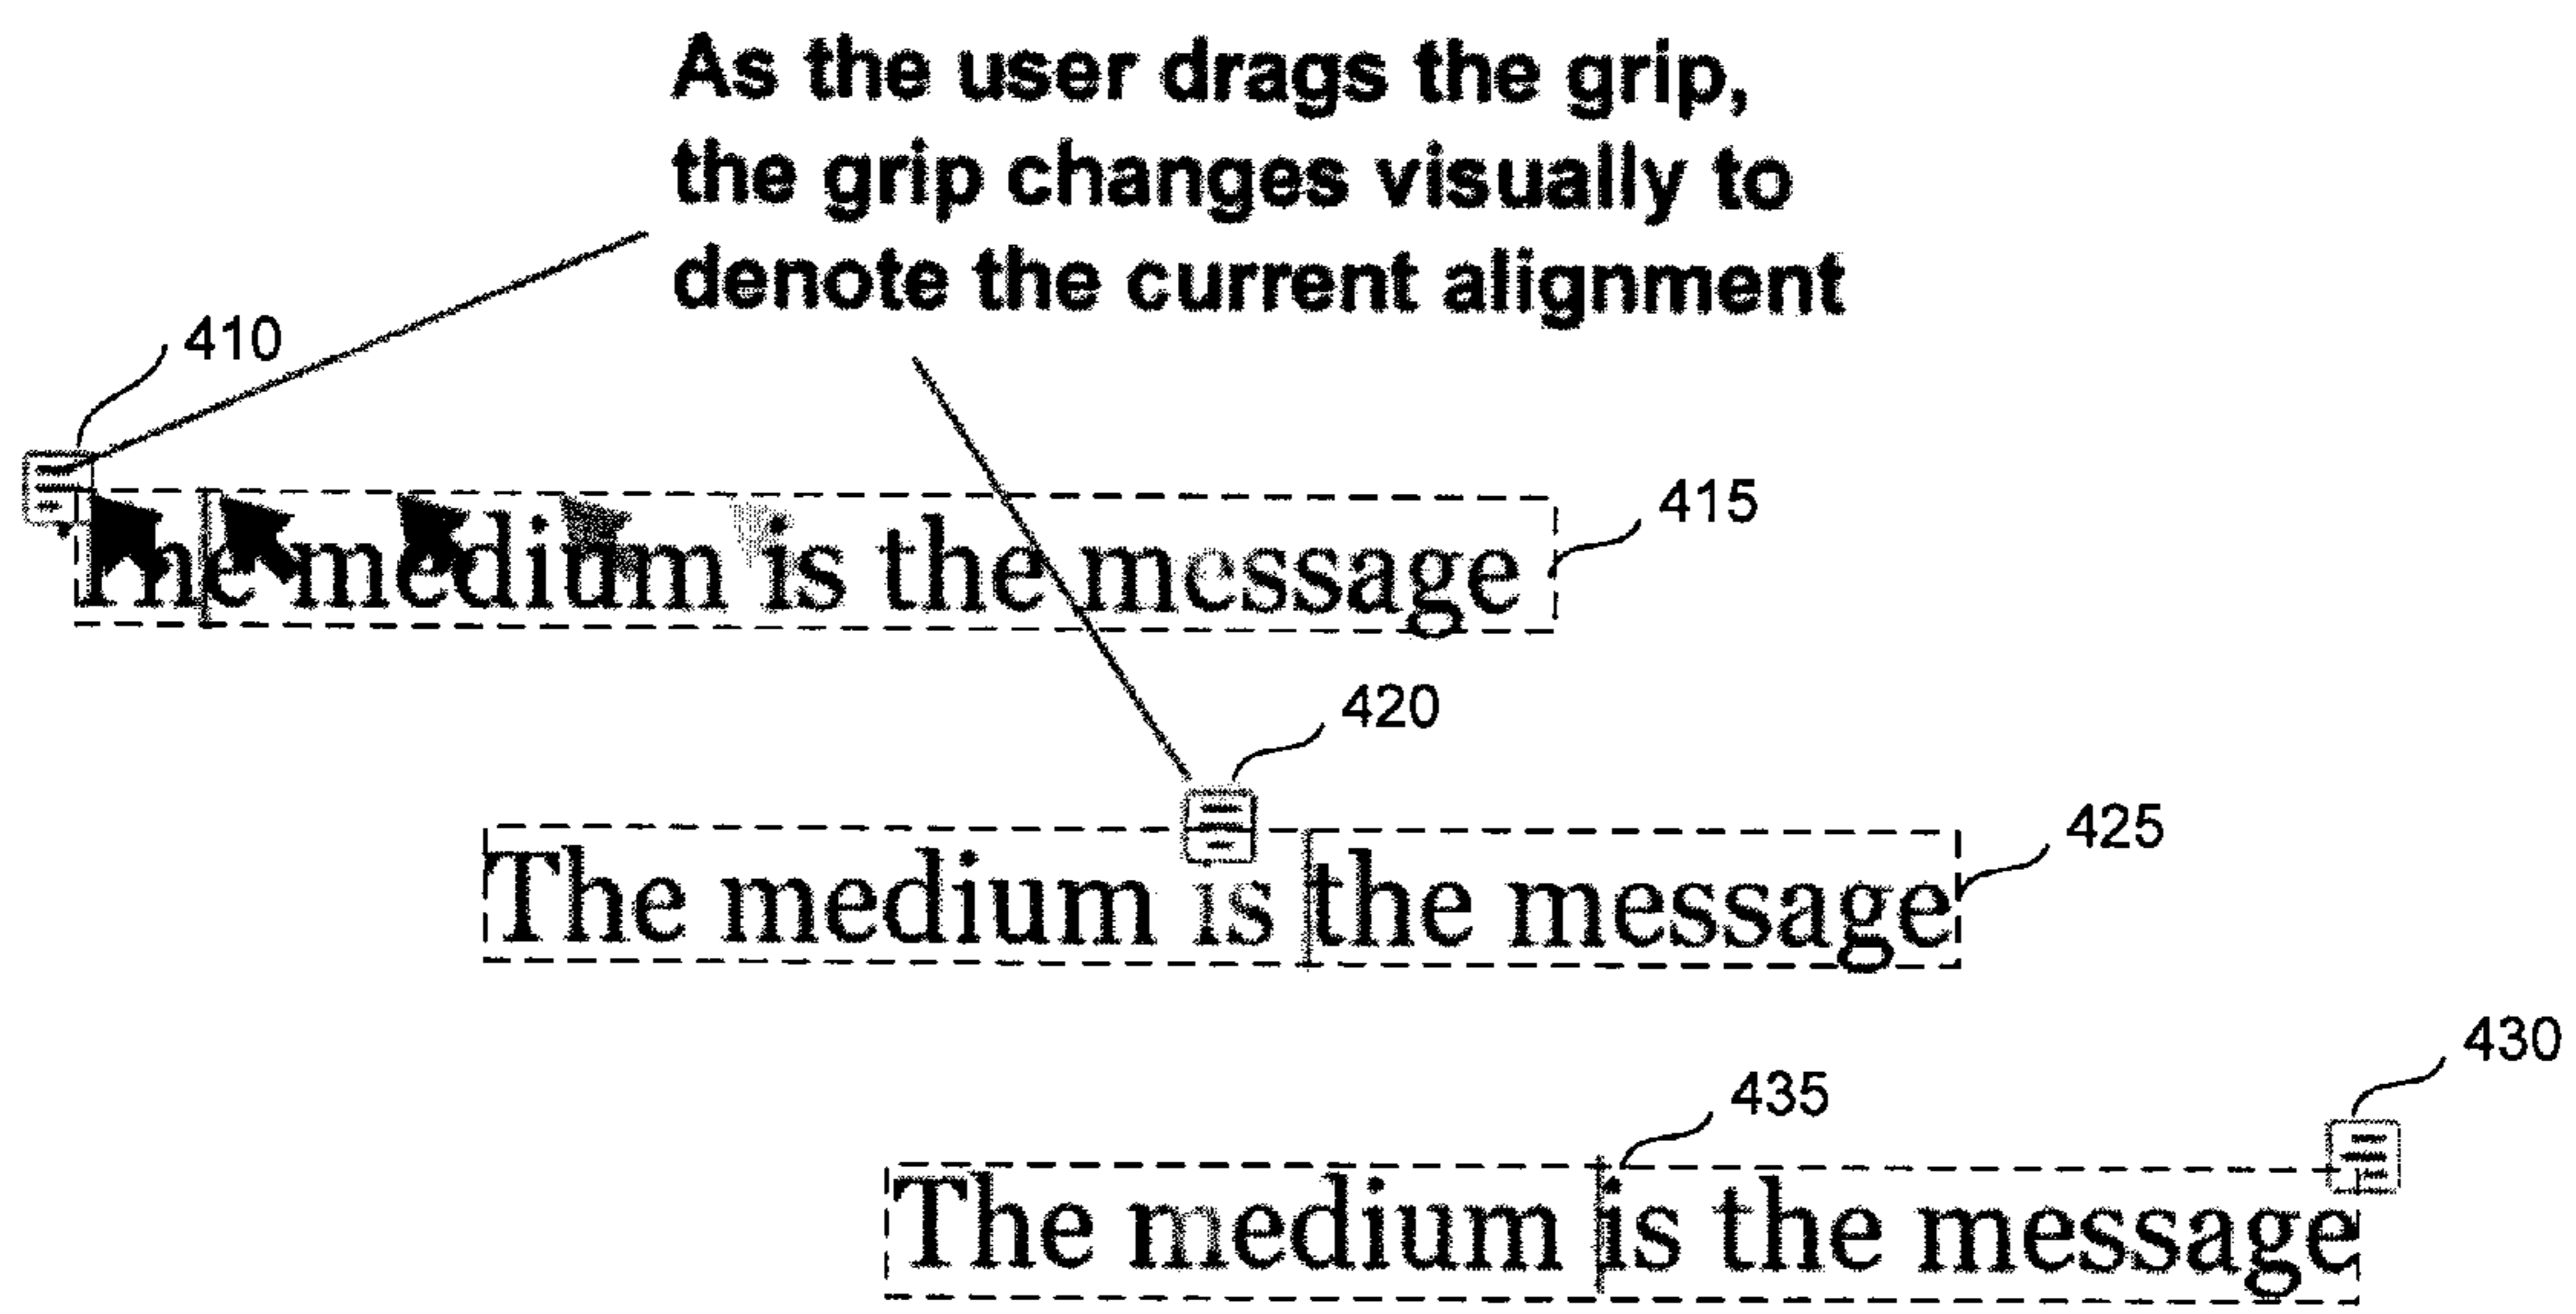 As the user drags the grip,
the grip changes visually to
denote the current alignment
410
415
The medium is the message
420
425
The medium is the message
430
435
The medium is the message